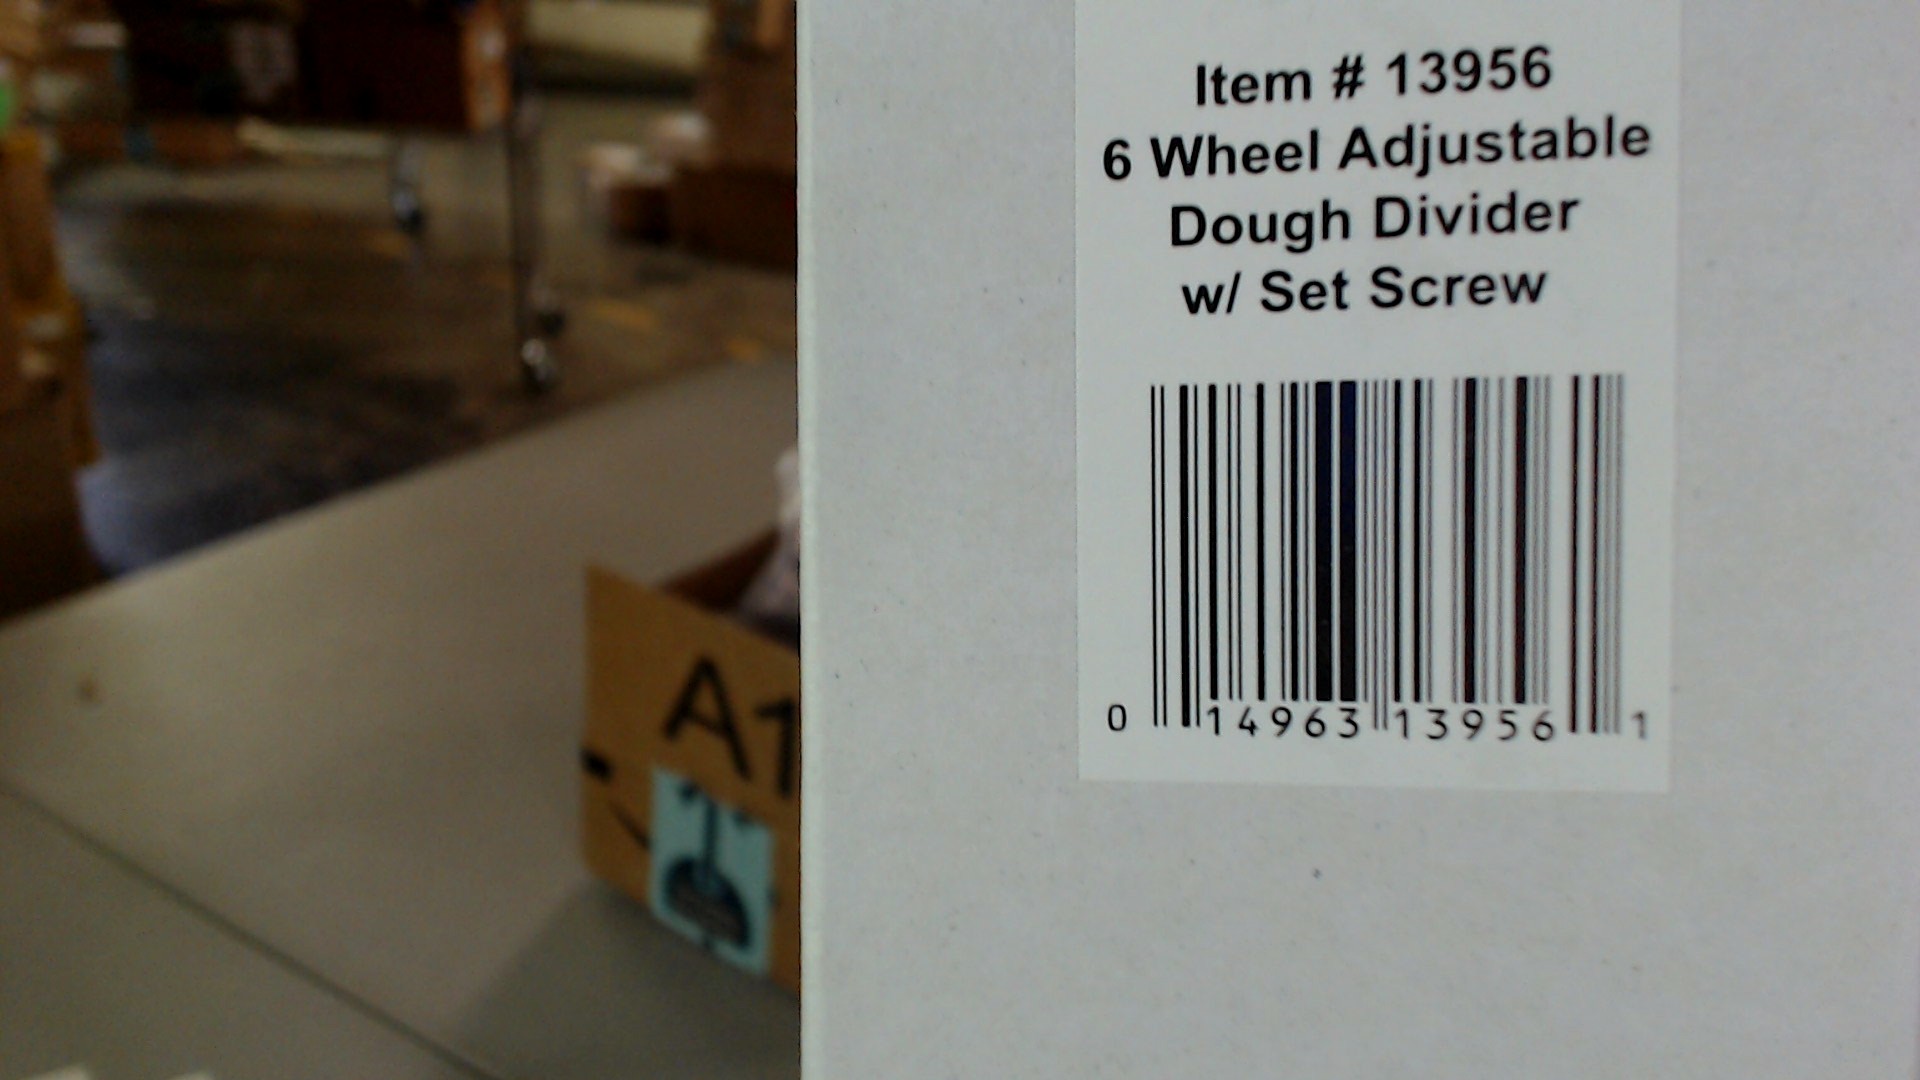 Item # 13956
6 Wheel Adjustable
Dough Divider
w/ Set Screw
0 14963 13956 1
A1